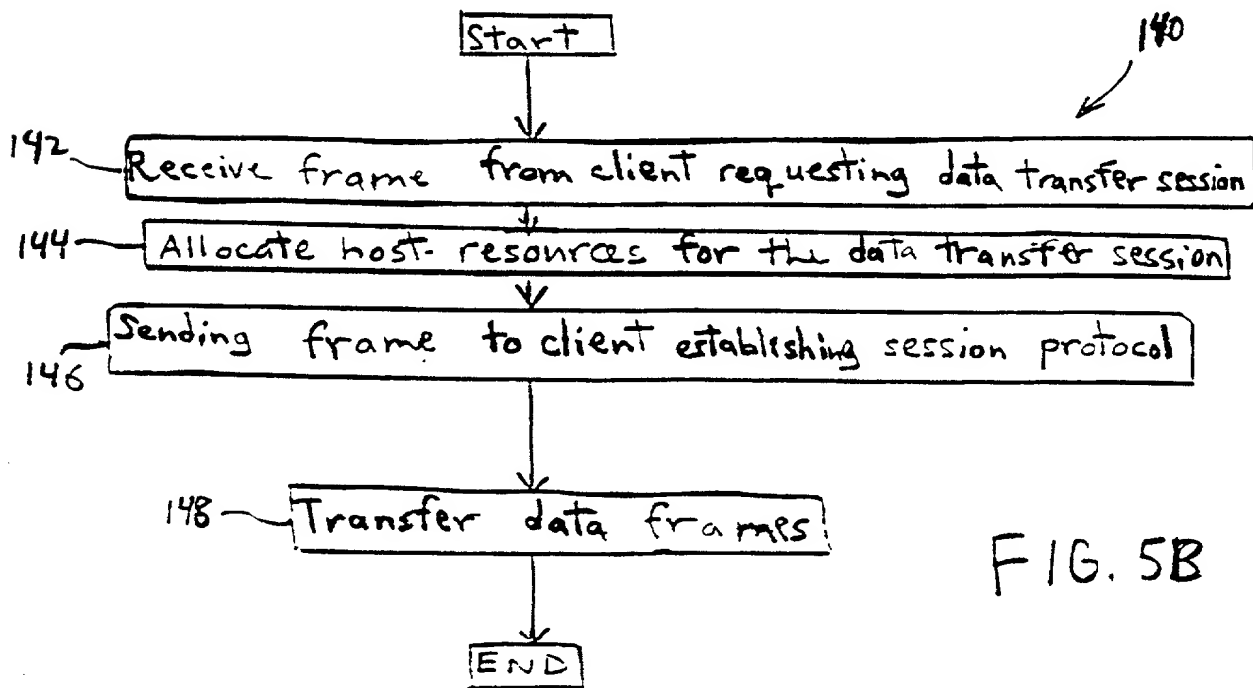 Start
140
142
Receive frame from client requesting data transfer session
144
Allocate host resources for the data transfer session
Sending frame to client establishing session protocol
146
148
Transfer data frames
FIG. 5B
END